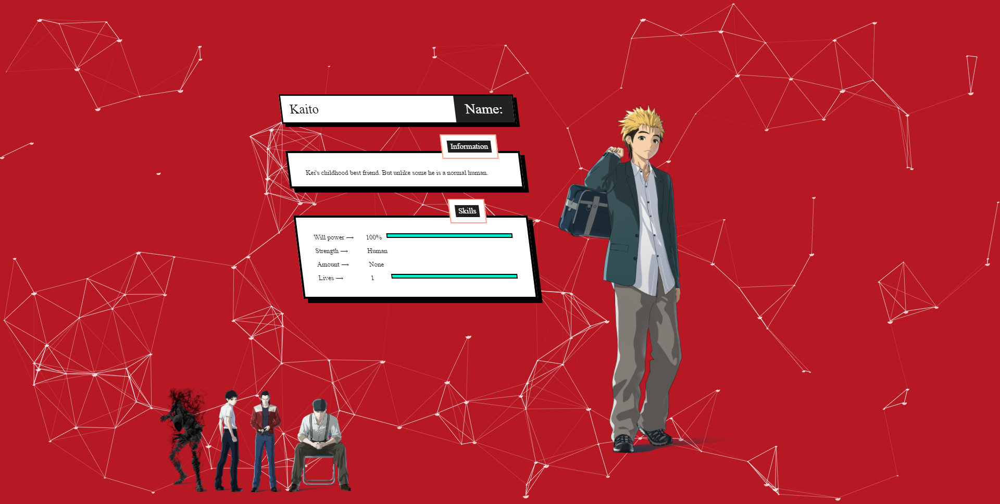 Kaito Name:
Information
Kei's childhood best friend. But unlike some he is a normal human.
Skills
Will power → 100%
Strength → Human
Amount → None
Lives → 1